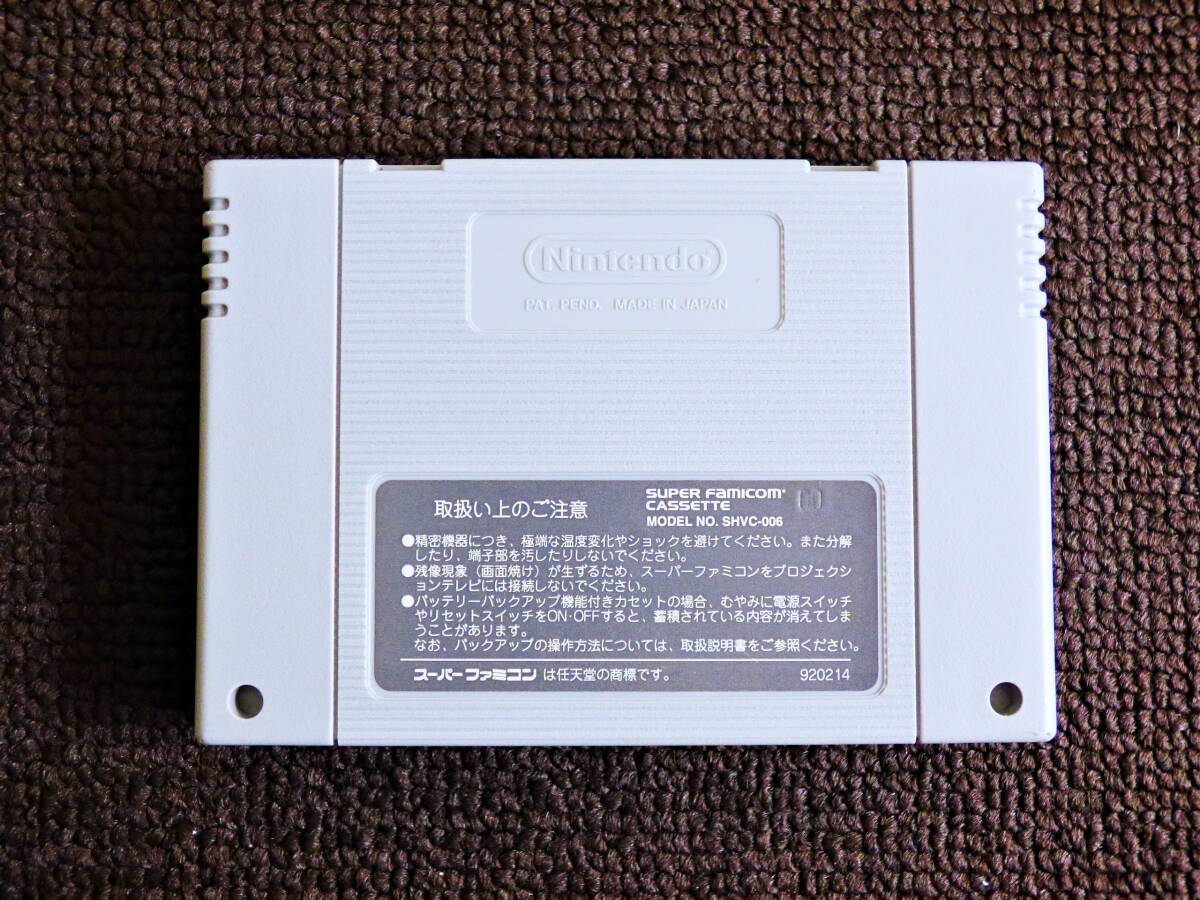 Nintendo
PAT. PEND. MADE IN JAPAN
取扱い上のご注意
SUPER FAMICOM
CASSETTE
MODEL NO. SHVC-006
●精密機器につき、極端な温度変化やショックを避けてください。また分解
したり、端子部を汚したりしないでください。
●残像現象（画面焼け）が生ずるため、スーパーファミコンをプロジェクシ
ョンテレビには接続しないでください。
●バッテリーバックアップ機能付きカセットの場合、むやみに電源スイッチ
やリセットスイッチをON・OFFすると、蓄積されている内容が消えてしま
うことがあります。
なお、バックアップの操作方法については、取扱説明書をご参照ください。
スーパーファミコン は任天堂の商標です。 920214